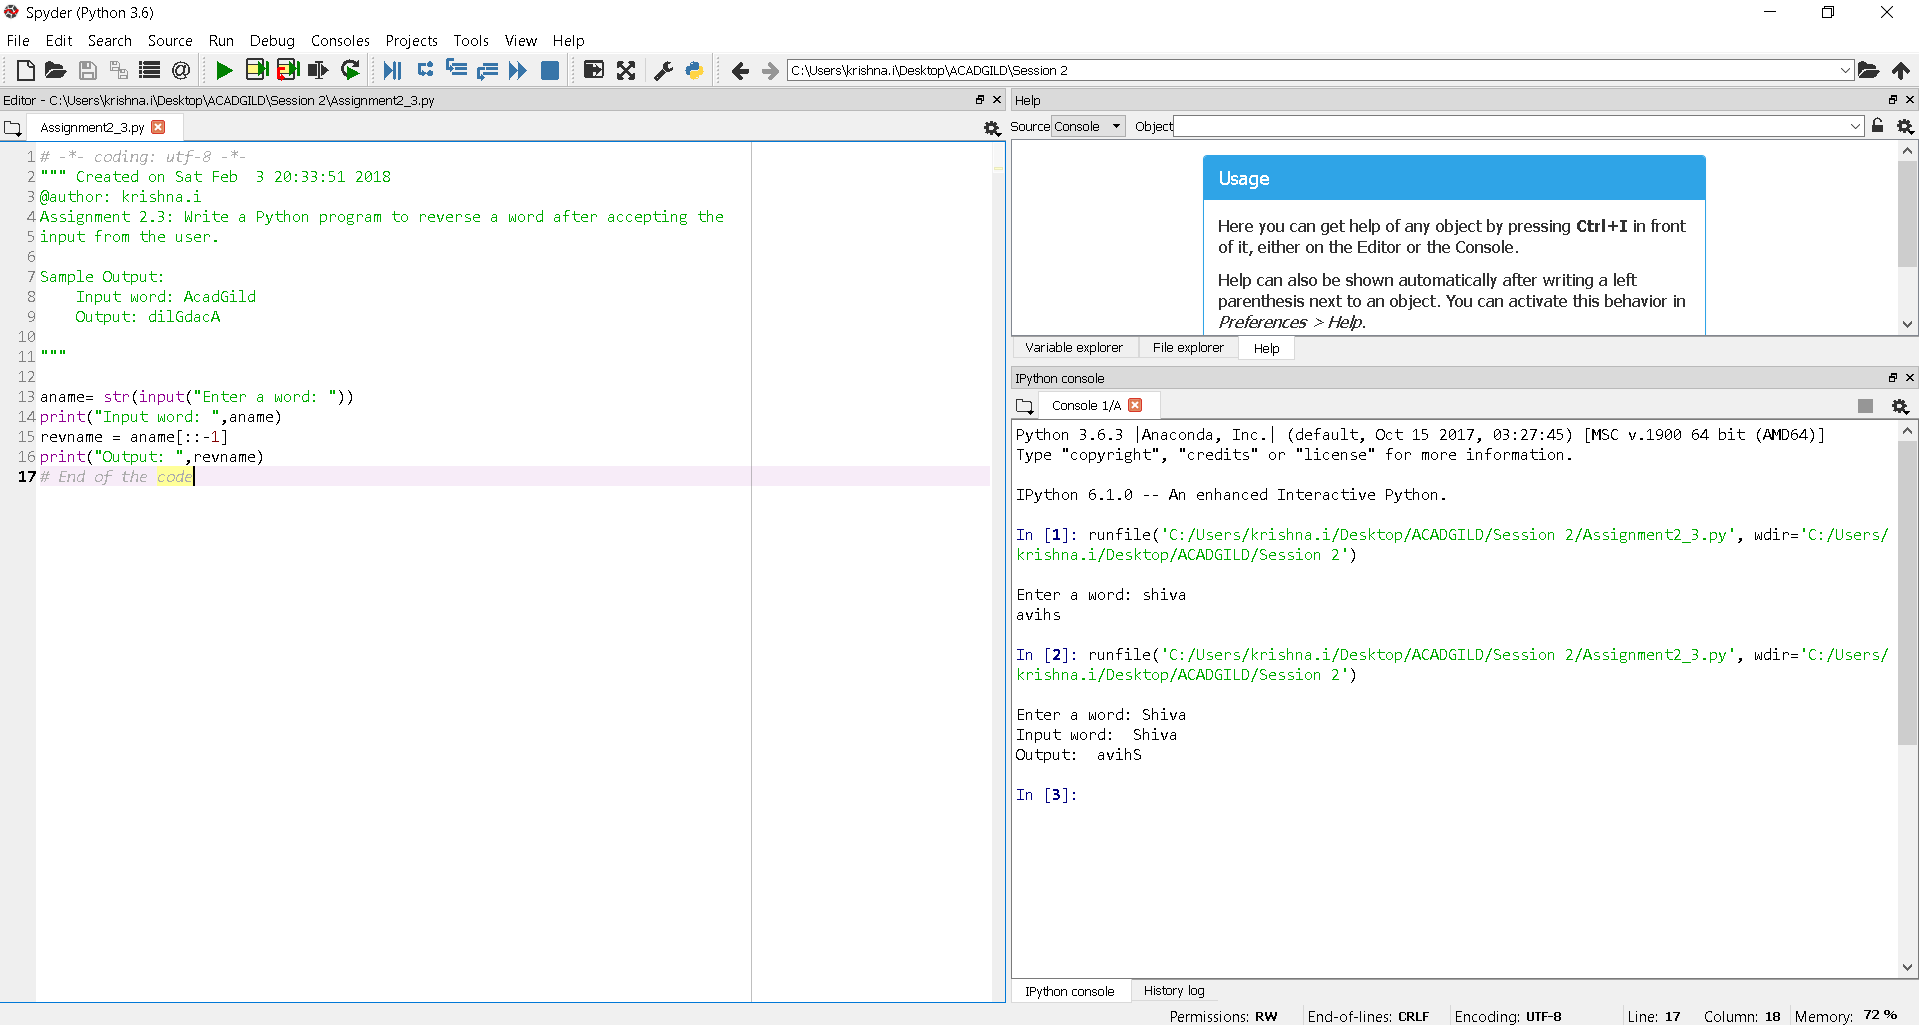 Spyder (Python 3.6)
File Edit Search Source Run Debug Consoles Projects Tools View Help
C:\Users\krishna.i\Desktop\ACADGILD\Session 2
Editor - C:\Users\krishna.i\Desktop\ACADGILD\Session 2\Assignment2_3.py
Assignment2_3.py
1 # -*- coding: utf-8 -*-
2 """ Created on Sat Feb  3 20:33:51 2018
3 @author: krishna.i
4 Assignment 2.3: Write a Python program to reverse a word after accepting the
5 input from the user.
6
7 Sample Output:
8     Input word: AcadGild
9     Output: dilGdacA
10
11 """
12
13 aname= str(input("Enter a word: "))
14 print("Input word: ",aname)
15 revname = aname[::-1]
16 print("Output: ",revname)
17 # End of the code
Help
Source Console Object
Usage
Here you can get help of any object by pressing Ctrl+I in front
of it, either on the Editor or the Console.
Help can also be shown automatically after writing a left
parenthesis next to an object. You can activate this behavior in
Preferences > Help.
Variable explorer File explorer Help
IPython console
Console 1/A
Python 3.6.3 |Anaconda, Inc.| (default, Oct 15 2017, 03:27:45) [MSC v.1900 64 bit (AMD64)]
Type "copyright", "credits" or "license" for more information.
IPython 6.1.0 -- An enhanced Interactive Python.
In [1]: runfile('C:/Users/krishna.i/Desktop/ACADGILD/Session 2/Assignment2_3.py', wdir='C:/Users/
krishna.i/Desktop/ACADGILD/Session 2')
Enter a word: shiva
avihs
In [2]: runfile('C:/Users/krishna.i/Desktop/ACADGILD/Session 2/Assignment2_3.py', wdir='C:/Users/
krishna.i/Desktop/ACADGILD/Session 2')
Enter a word: Shiva
Input word:  Shiva
Output:  avihS
In [3]:
IPython console History log
Permissions: RW End-of-lines: CRLF Encoding: UTF-8 Line: 17 Column: 18 Memory: 72 %